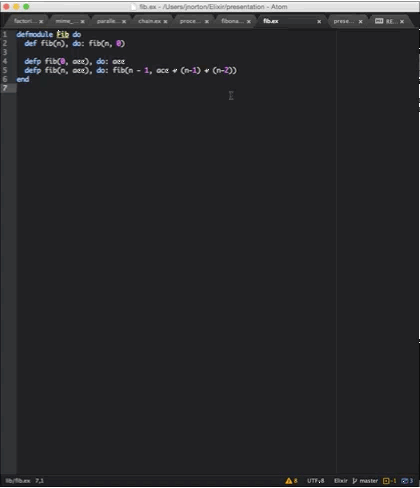 fib.ex - /Users/jnorton/Elixir/presentation - Atom
factori mime_ paralle. chain.ex proce... fibona... fib.ex prese... RE...
1 defmodule Fib do
2 def fib(n), do: fib(n, 0)
3
4 defp fib(0, acc), do: acc
5 defp fib(n, acc), do: fib(n - 1, acc + (n-1) + (n-2))
6 end
7
lib/fib.ex 7,1 8 UTF-8 Elixir master -1 1